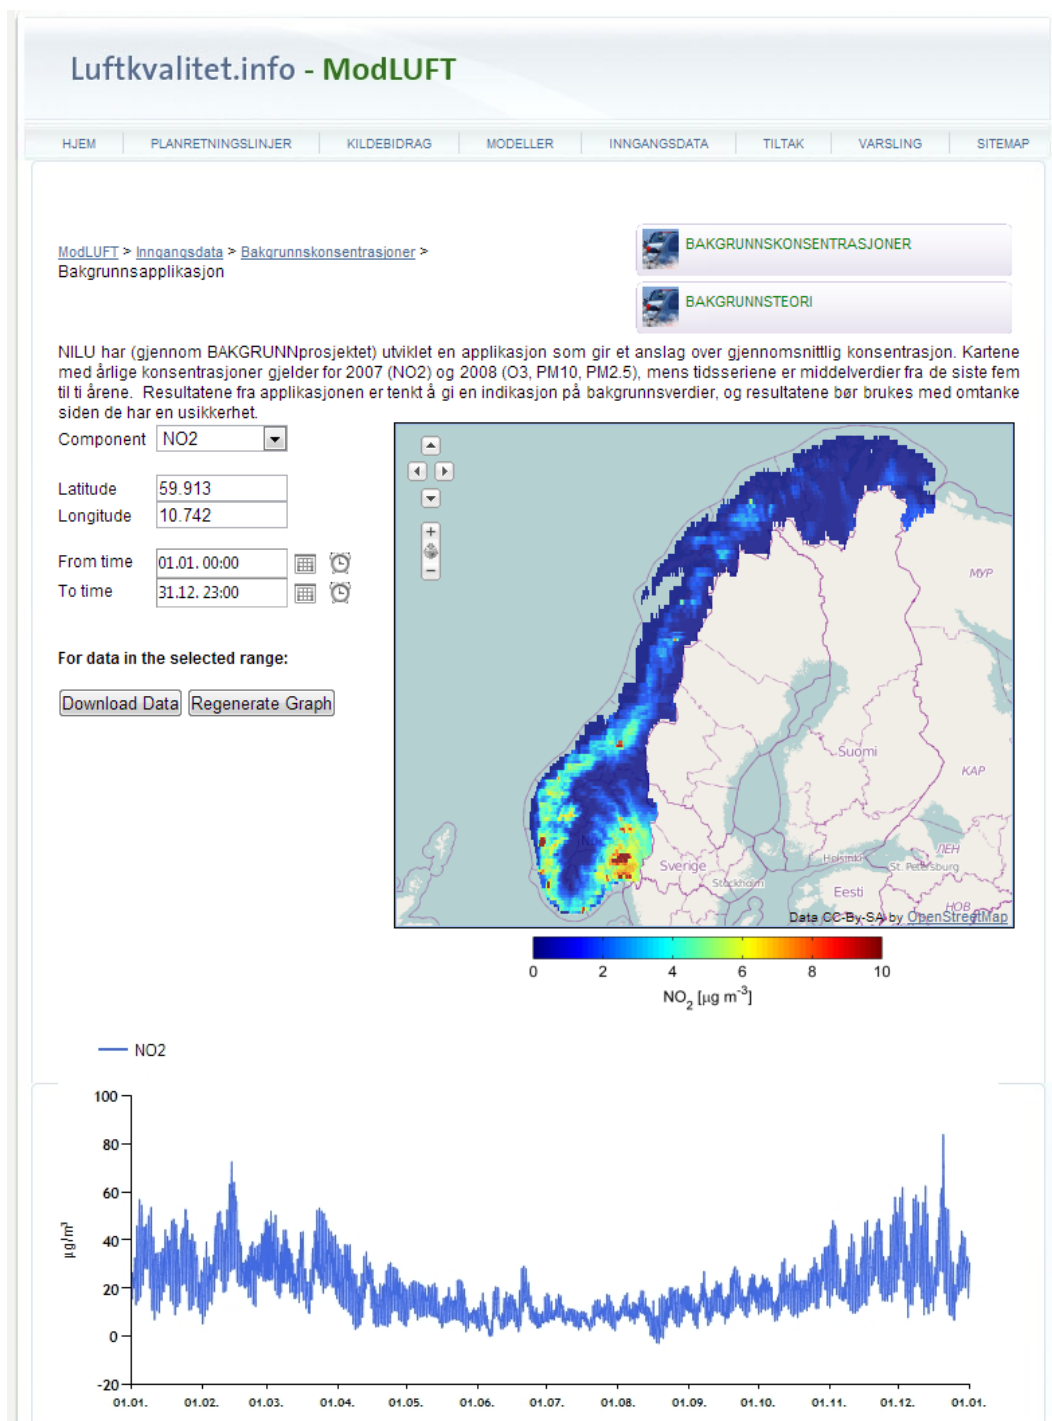 Luftkvalitet.info - ModLUFT
HJEM PLANRETNINGSLINJER KILDEBIDRAG MODELLER INNGANGSDATA TILTAK VARSLING SITEMAP
ModLUFT > Inngangsdata > Bakgrunnskonsentrasjoner >
Bakgrunnsapplikasjon
BAKGRUNNSKONSENTRASJONER
BAKGRUNNSTEORI
NILU har (gjennom BAKGRUNNprosjektet) utviklet en applikasjon som gir et anslag over gjennomsnittlig konsentrasjon. Kartene
med årlige konsentrasjoner gjelder for 2007 (NO2) og 2008 (O3, PM10, PM2.5), mens tidsseriene er middelverdier fra de siste fem
til ti årene. Resultatene fra applikasjonen er tenkt å gi en indikasjon på bakgrunnsverdier, og resultatene bør brukes med omtanke
siden de har en usikkerhet.
Component NO2
Latitude 59.913
Longitude 10.742
From time 01.01. 00:00
To time 31.12. 23:00
For data in the selected range:
Download Data Regenerate Graph
МУР
Suomi
КАР
ЛЕН
Helsinki
St. Petersburg
Sverige
Stockholm
Eesti
НОВ
Data CC-By-SA by OpenStreetMap
0 2 4 6 8 10
NO2 [µg m-3]
NO2
100
80
60
40
20
0
-20
µg/m³
01.01. 01.02. 01.03. 01.04. 01.05. 01.06. 01.07. 01.08. 01.09. 01.10. 01.11. 01.12. 01.01.